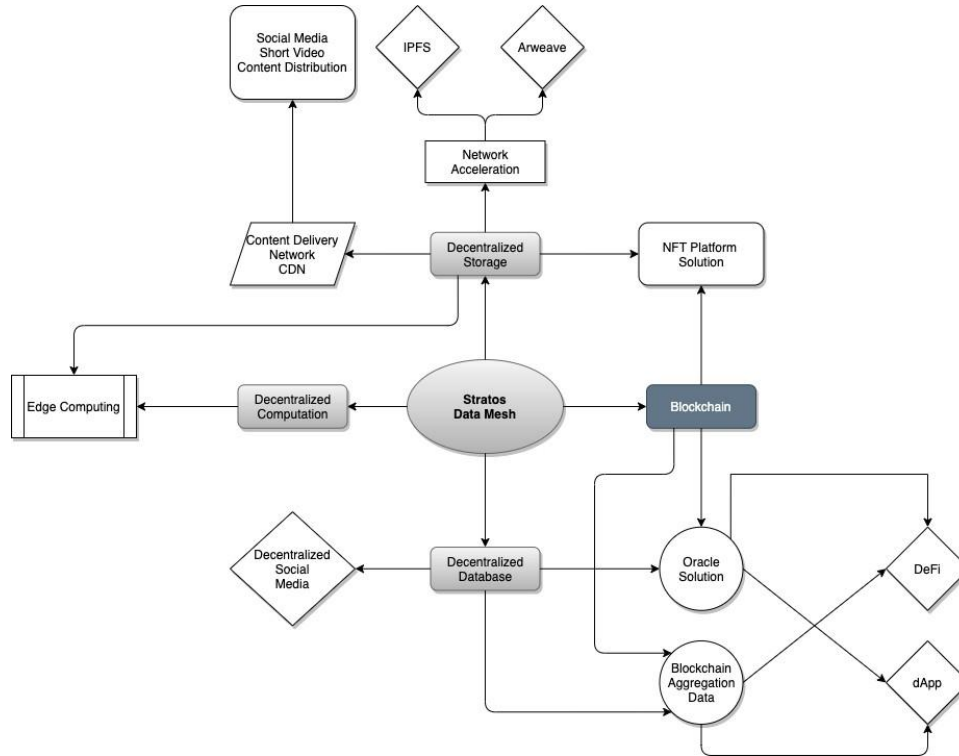 Social Media
Short Video
Content Distribution
IPFS
Arweave
Network
Acceleration
Content Delivery
Network
CDN
Decentralized
Storage
NFT Platform
Solution
Edge Computing
Decentralized
Computation
Stratos
Data Mesh
Blockchain
Decentralized
Social
Media
Decentralized
Database
Oracle
Solution
DeFi
Blockchain
Aggregation
Data
dApp